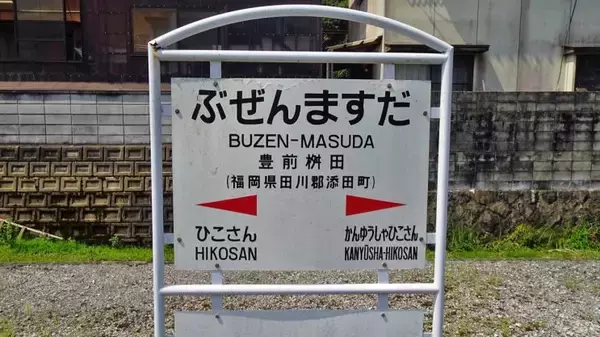 ぶぜんますだ
BUZEN-MASUDA
豊前桝田
(福岡県田川郡添田町)
ひこさん かんゆうしゃひこさん
HIKOSAN KANYŪSHA-HIKOSAN